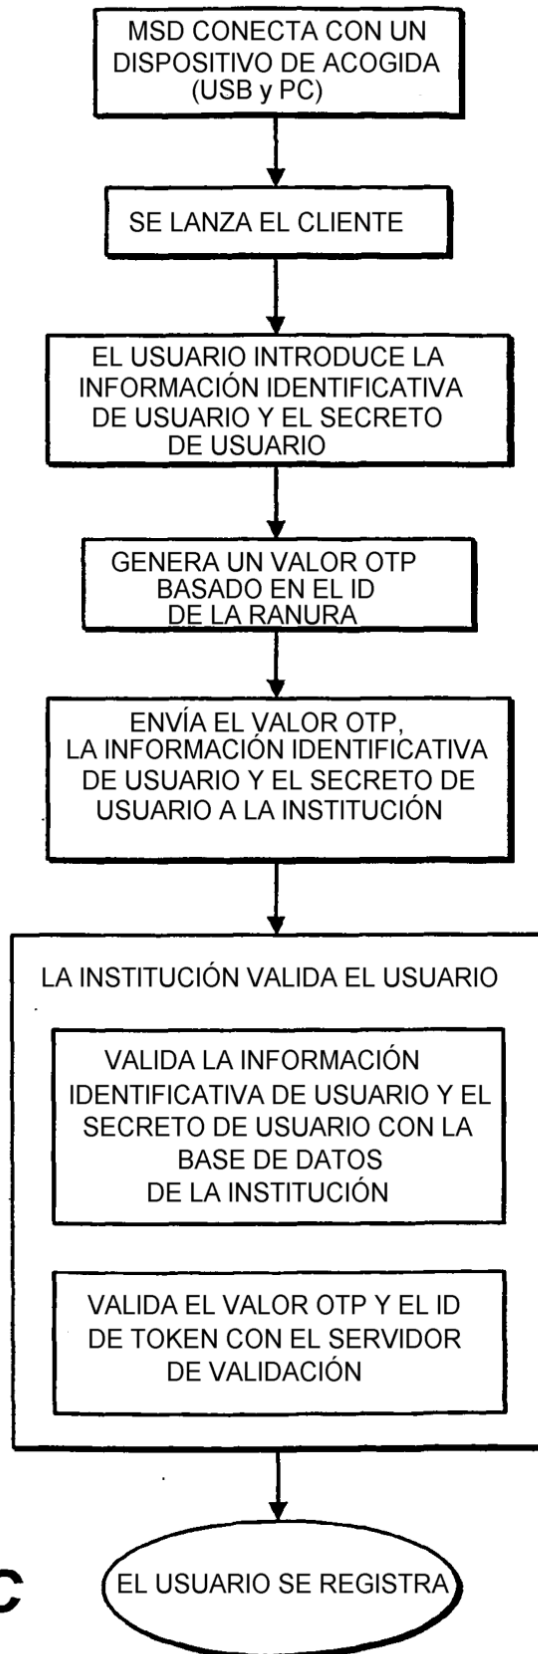 MSD CONECTA CON UN
DISPOSITIVO DE ACOGIDA
(USB y PC)
SE LANZA EL CLIENTE
EL USUARIO INTRODUCE LA
INFORMACIÓN IDENTIFICATIVA
DE USUARIO Y EL SECRETO
DE USUARIO
GENERA UN VALOR OTP
BASADO EN EL ID
DE LA RANURA
ENVÍA EL VALOR OTP,
LA INFORMACIÓN IDENTIFICATIVA
DE USUARIO Y EL SECRETO DE
USUARIO A LA INSTITUCIÓN
LA INSTITUCIÓN VALIDA EL USUARIO
VALIDA LA INFORMACIÓN
IDENTIFICATIVA DE USUARIO Y EL
SECRETO DE USUARIO CON LA
BASE DE DATOS
DE LA INSTITUCIÓN
VALIDA EL VALOR OTP Y EL ID
DE TOKEN CON EL SERVIDOR
DE VALIDACIÓN
EL USUARIO SE REGISTRA
C